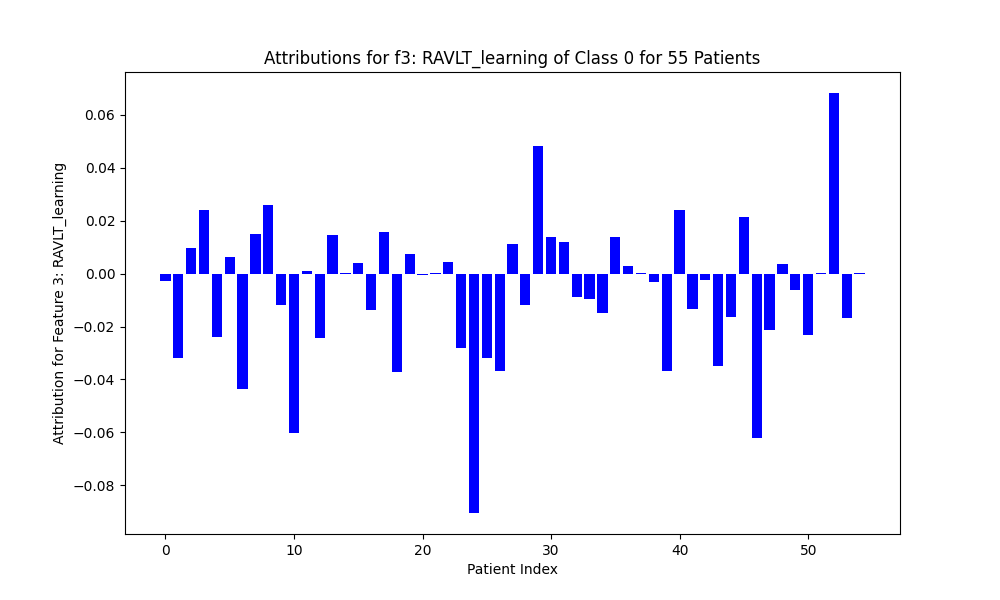 Attributions for f3: RAVLT_learning of Class 0 for 55 Patients
Attribution for Feature 3: RAVLT_learning
0.06
0.04
0.02
0.00
−0.02
−0.04
−0.06
−0.08
0 10 20 30 40 50
Patient Index